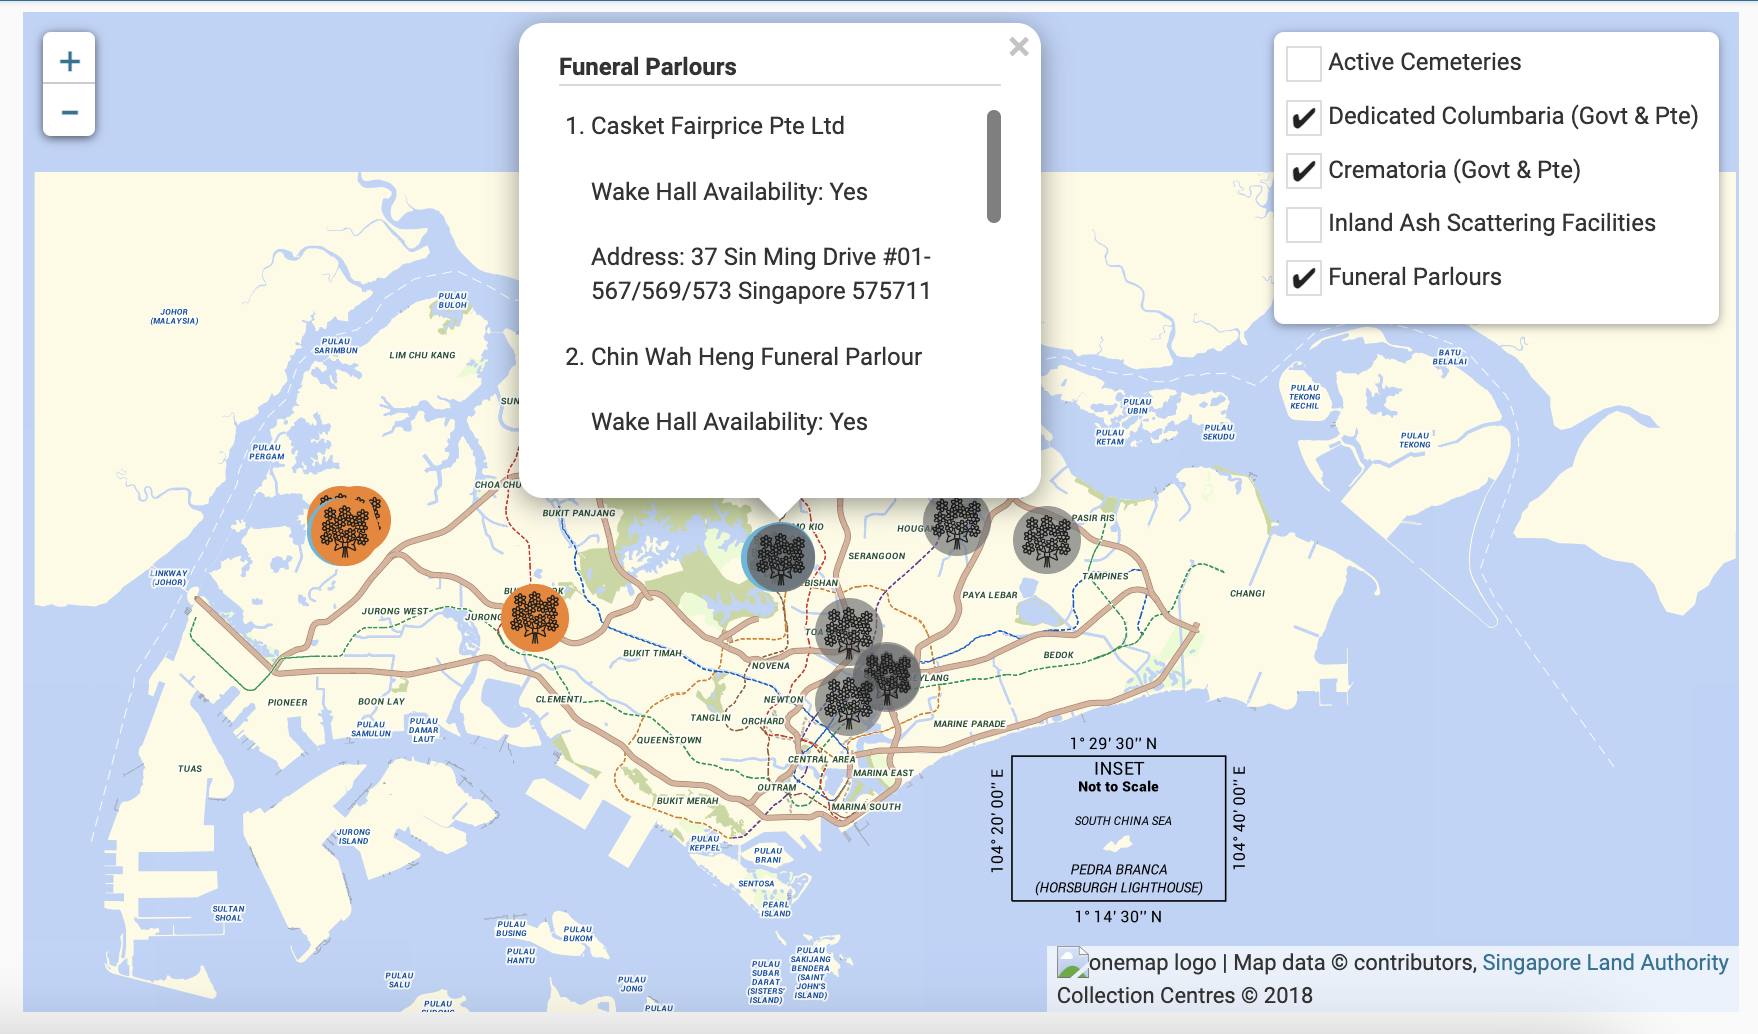 +
−
Funeral Parlours
×
1. Casket Fairprice Pte Ltd
Wake Hall Availability: Yes
Address: 37 Sin Ming Drive #01-
567/569/573 Singapore 575711
2. Chin Wah Heng Funeral Parlour
Wake Hall Availability: Yes
Active Cemeteries
Dedicated Columbaria (Govt & Pte)
Crematoria (Govt & Pte)
Inland Ash Scattering Facilities
Funeral Parlours
JOHOR
(MALAYSIA)
PULAU
BULOH
PULAU
SARIMBUN
LIM CHU KANG
SUN
PULAU
PERGAM
CHOA CHU
BUKIT PANJANG
MO KIO
HOUGA
PASIR RIS
SERANGOON
BISHAN
TAMPINES
PAYA LEBAR
CHANGI
BATU
BELALAI
PULAU
TEKONG
KECHIL
PULAU
UBIN
PULAU
KETAM
PULAU
SEKUDU
PULAU
TEKONG
LINKWAY
(JOHOR)
JURONG WEST
JURONG
BU
RK
TOA
BUKIT TIMAH
NOVENA
BEDOK
EYLANG
PIONEER
BOON LAY
CLEMENTI
NEWTON
TANGLIN
ORCHARD
MARINE PARADE
PULAU
SAMULUN
PULAU
DAMAR
LAUT
QUEENSTOWN
CENTRAL AREA
MARINA EAST
TUAS
OUTRAM
BUKIT MERAH
MARINA SOUTH
JURONG
ISLAND
PULAU
KEPPEL
PULAU
BRANI
SENTOSA
PEARL
ISLAND
SULTAN
SHOAL
PULAU
BUSING
PULAU
BUKOM
PULAU
HANTU
PULAU
SALU
PULAU
JONG
PULAU
SUBAR
DARAT
(SISTERS'
ISLAND)
PULAU
SAKIJANG
BENDERA
(SAINT
JOHN'S
ISLAND)
PULAU
PULAU
1° 29' 30'' N
104° 20' 00'' E
INSET
Not to Scale
SOUTH CHINA SEA
PEDRA BRANCA
(HORSBURGH LIGHTHOUSE)
104° 40' 00'' E
1° 14' 30'' N
onemap logo | Map data © contributors, Singapore Land Authority
Collection Centres © 2018